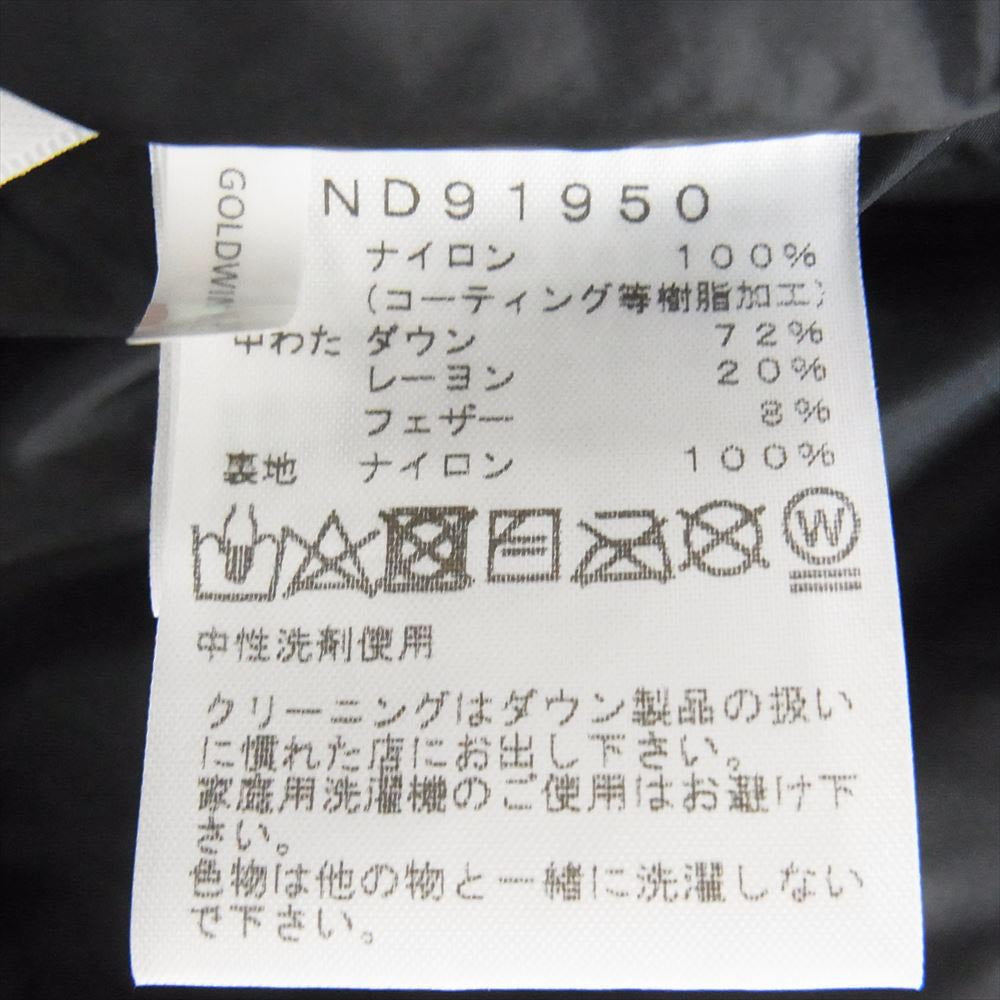 GOLDWIN
ND91950
ナイロン 100%
(コーティング等樹脂加工)
中わた ダウン 72%
レーヨン 20%
フェザー 8%
裏地 ナイロン 100%
W
中性洗剤使用
クリーニングはダウン製品の扱い
に慣れた店にお出し下さい。
家庭用洗濯機のご使用はお避け下
さい。
色物は他の物と一緒に洗濯しない
で下さい。